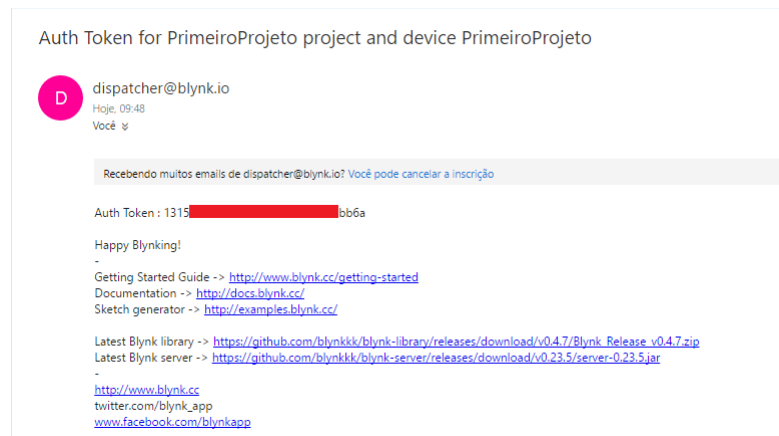 Auth Token for PrimeiroProjeto project and device PrimeiroProjeto
D
dispatcher@blynk.io
Hoje, 09:48
Você
Recebendo muitos emails de dispatcher@blynk.io? Você pode cancelar a inscrição
Auth Token : 1315 bb6a
Happy Blynking!
-
Getting Started Guide -> http://www.blynk.cc/getting-started
Documentation -> http://docs.blynk.cc/
Sketch generator -> http://examples.blynk.cc/
Latest Blynk library -> https://github.com/blynkkk/blynk-library/releases/download/v0.4.7/Blynk_Release_v0.4.7.zip
Latest Blynk server -> https://github.com/blynkkk/blynk-server/releases/download/v0.23.5/server-0.23.5.jar
-
http://www.blynk.cc
twitter.com/blynk_app
www.facebook.com/blynkapp